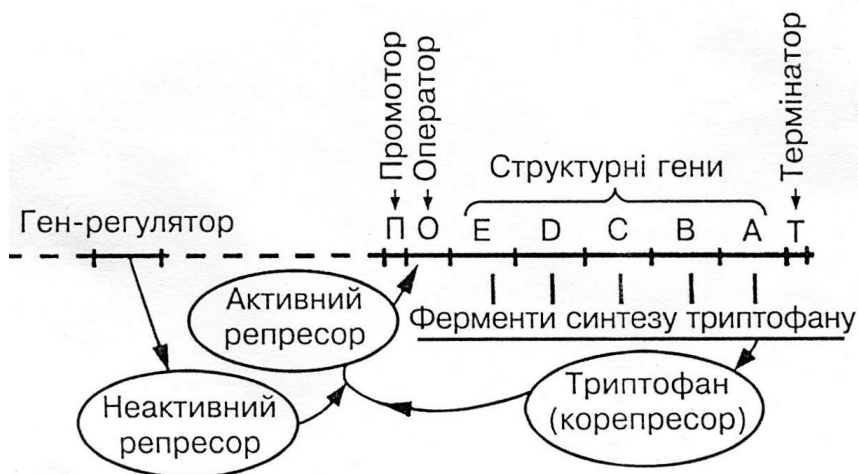 Промотор
Оператор
Термінатор
Структурні гени
Ген-регулятор
П О E D C B A T
Активний
репресор
Ферменти синтезу триптофану
Неактивний
репресор
Триптофан
(корепресор)